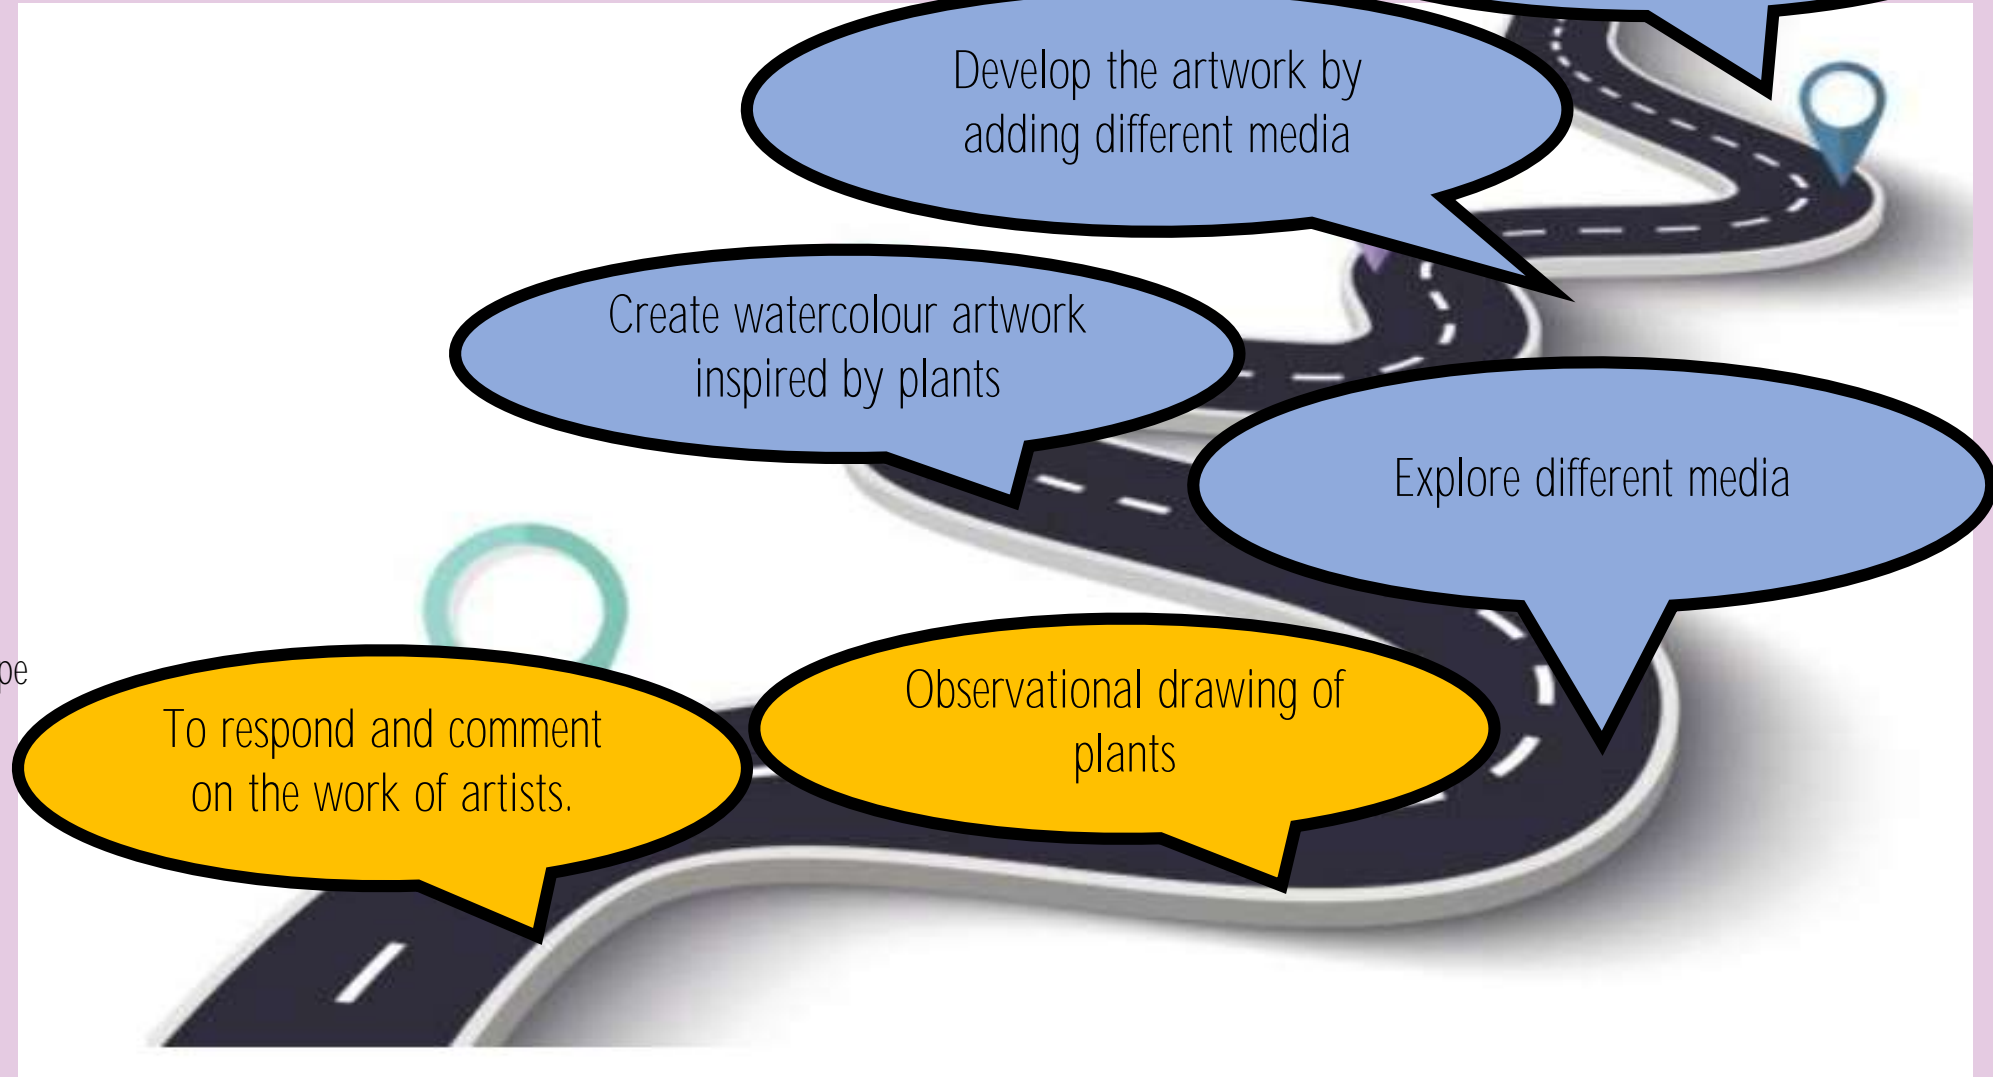 Develop the artwork by
adding different media
Create watercolour artwork
inspired by plants
Explore different media
Observational drawing of
plants
To respond and comment
on the work of artists.